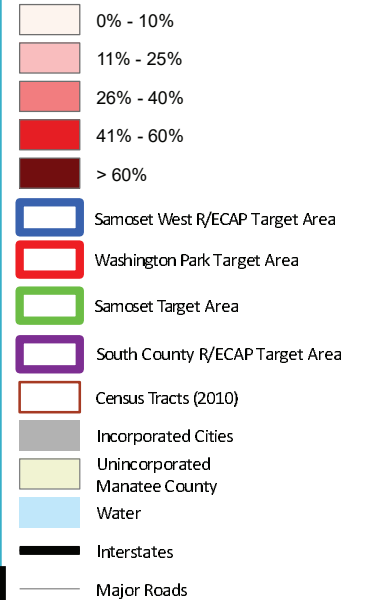 0% - 10%
11% - 25%
26% - 40%
41% - 60%
> 60%
Samoset West R/ECAP Target Area
Washington Park Target Area
Samoset Target Area
South County R/ECAP Target Area
Census Tracts (2010)
Incorporated Cities
Unincorporated
Manatee County
Water
Interstates
Major Roads